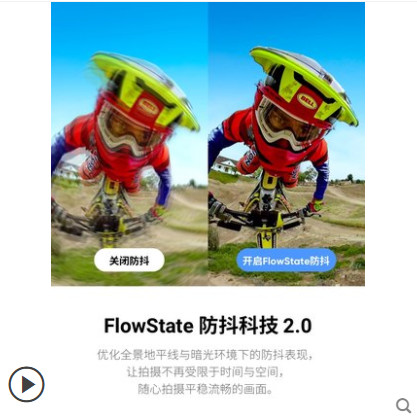 BELL
BELL
关闭防抖
开启FlowState防抖
FlowState 防抖科技 2.0
优化全景地平线与暗光环境下的防抖表现，
让拍摄不再受限于时间与空间，
随心拍摄平稳流畅的画面。